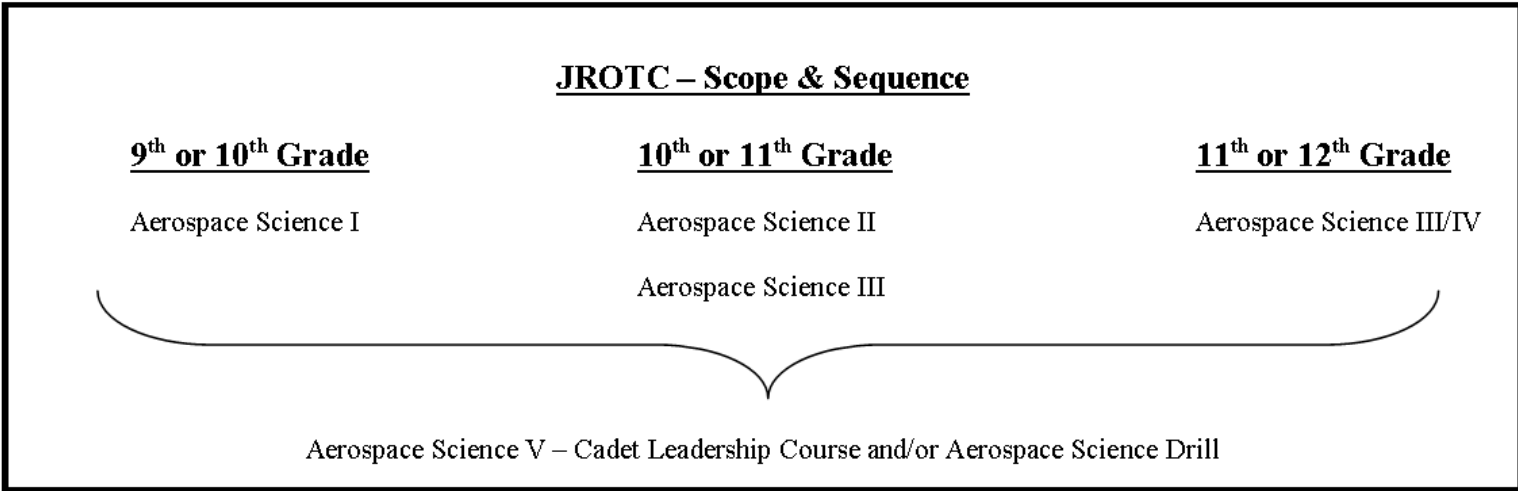 JROTC – Scope & Sequence
9th or 10th Grade
10th or 11th Grade
11th or 12th Grade
Aerospace Science I
Aerospace Science II
Aerospace Science III/IV
Aerospace Science III
Aerospace Science V – Cadet Leadership Course and/or Aerospace Science Drill